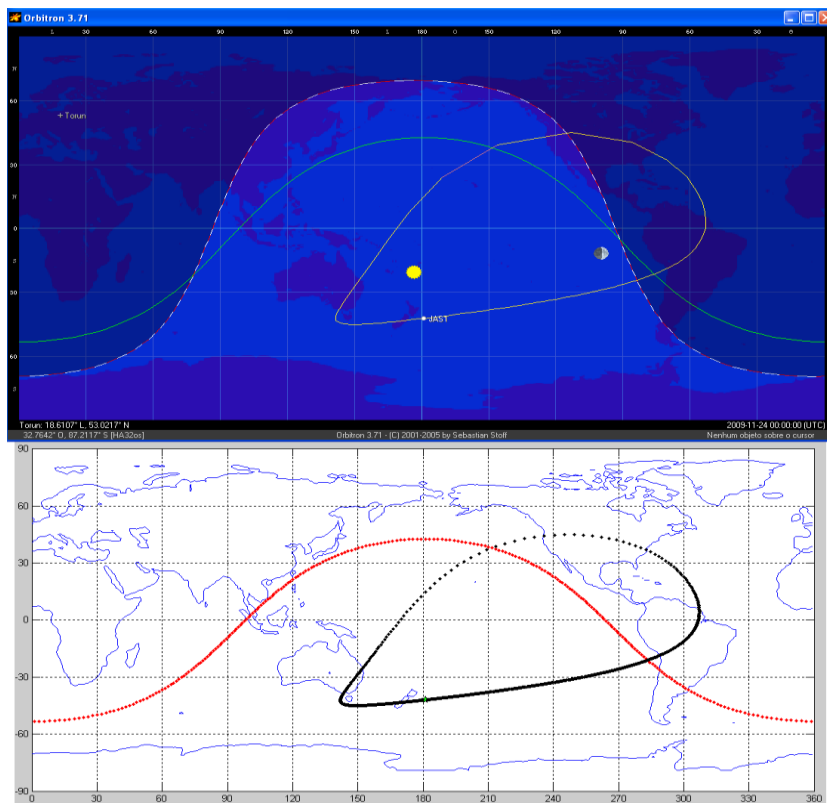 Orbitron 3.71
30 60 90 120 150 180 150 120 90 60 30 0
60
30
0
30
60
Torun
JAST
Torun: 18.6107° L, 53.0217° N
2009-11-24 00:00:00 (UTC)
32.7642° O, 87.2117° S [HA32os]
Orbitron 3.71 - (C) 2001-2005 by Sebastian Stoff
Nenhum objeto sobre o cursor
90
60
30
0
-30
-60
-90
0 30 60 90 120 150 180 210 240 270 300 330 360